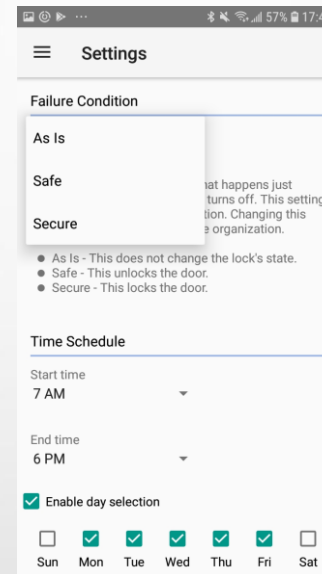 57% 17:4
Settings
Failure Condition
As Is
Safe
Secure
hat happens just
turns off. This setting
tion. Changing this
e organization.
As Is - This does not change the lock's state.
Safe - This unlocks the door.
Secure - This locks the door.
Time Schedule
Start time
7 AM
End time
6 PM
Enable day selection
Sun Mon Tue Wed Thu Fri Sat